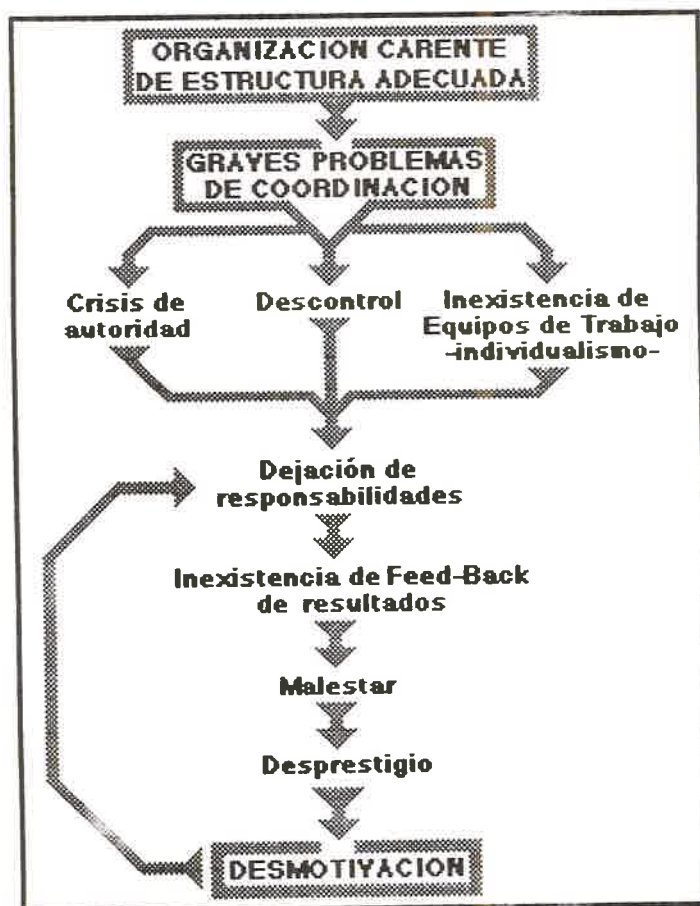 ORGANIZACION CARENTE
DE ESTRUCTURA ADECUADA
GRAVES PROBLEMAS
DE COORDINACION
Crisis de
autoridad
Descontrol
Inexistencia de
Equipos de Trabajo
-individualismo-
Dejación de
responsabilidades
Inexistencia de Feed-Back
de resultados
Malestar
Desprestigio
DESMOTIVACION